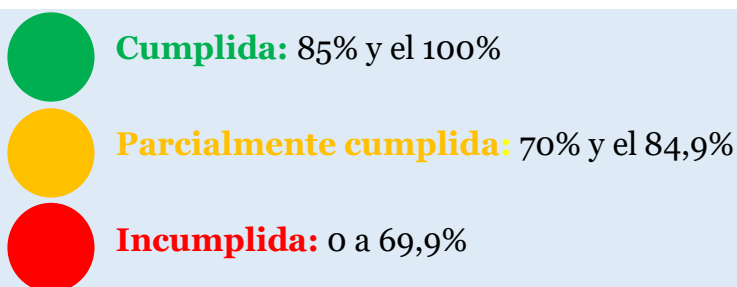 Cumplida: 85% y el 100%
Parcialmente cumplida: 70% y el 84,9%
Incumplida: 0 a 69,9%